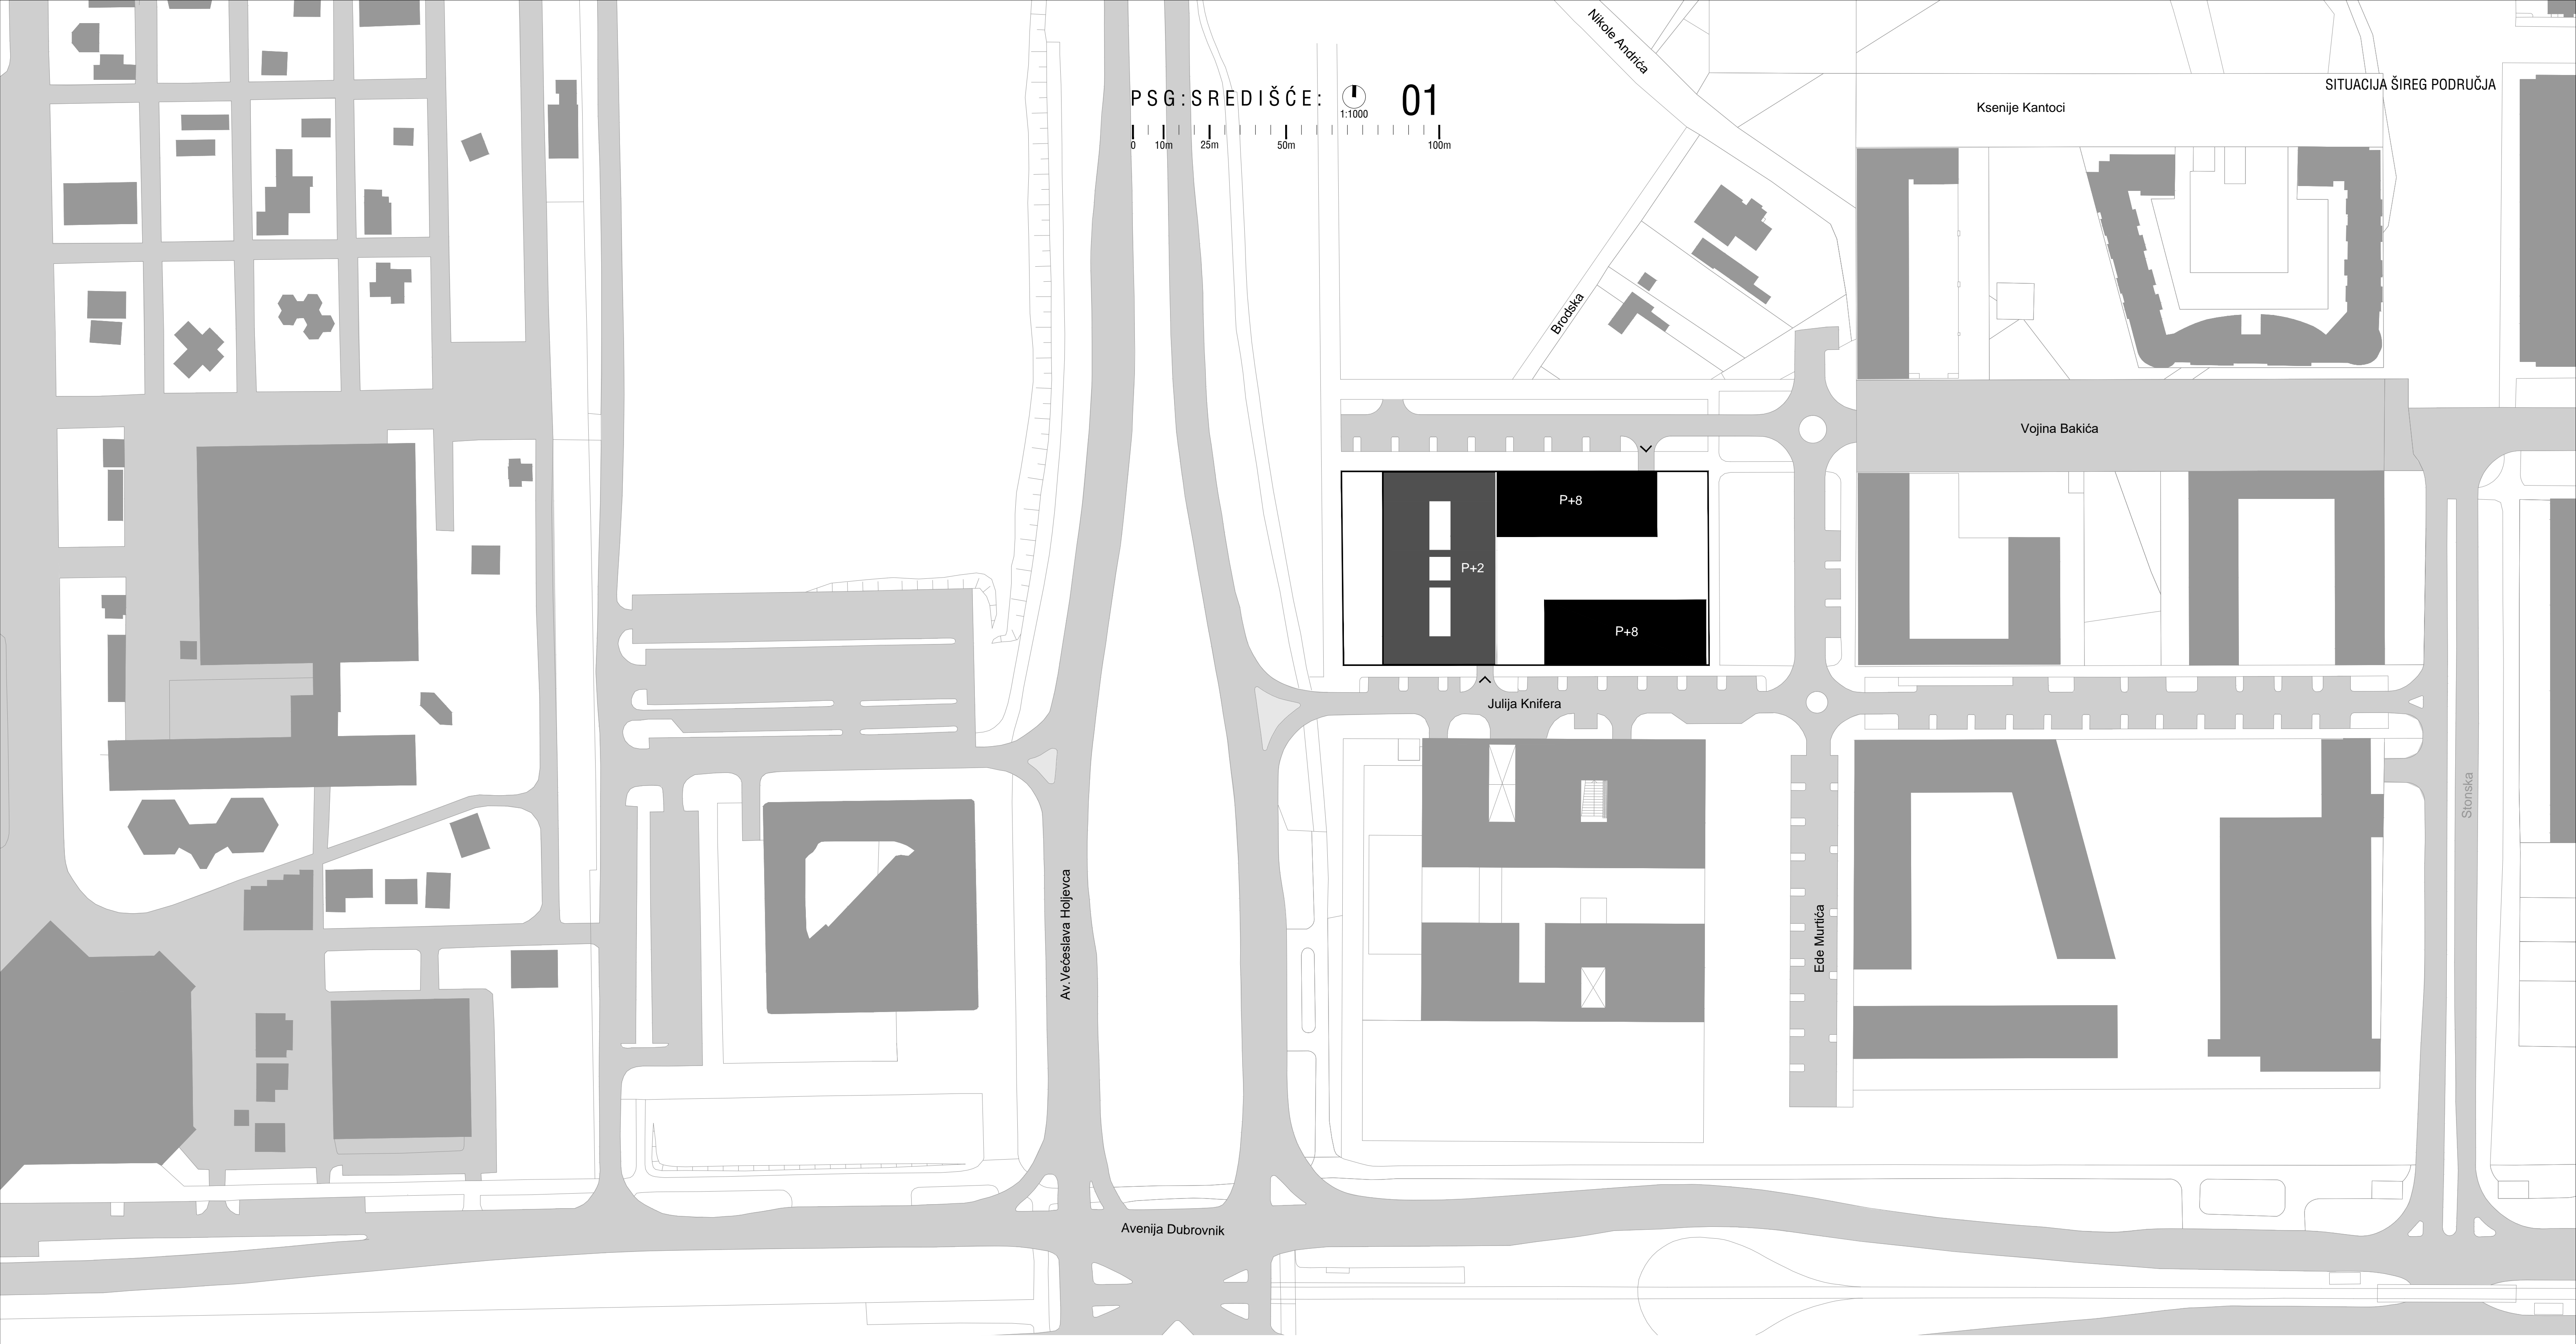 Nikole Andrića
PSG:SREDIŠĆE:
1:1000
01
0 10m 25m 50m 100m
SITUACIJA ŠIREG PODRUČJA
Ksenije Kantoci
Brodska
Vojina Bakića
P+8
P+2
P+8
Julija Knifera
Stonska
Av.Većeslava Holjevca
Ede Murtića
Avenija Dubrovnik